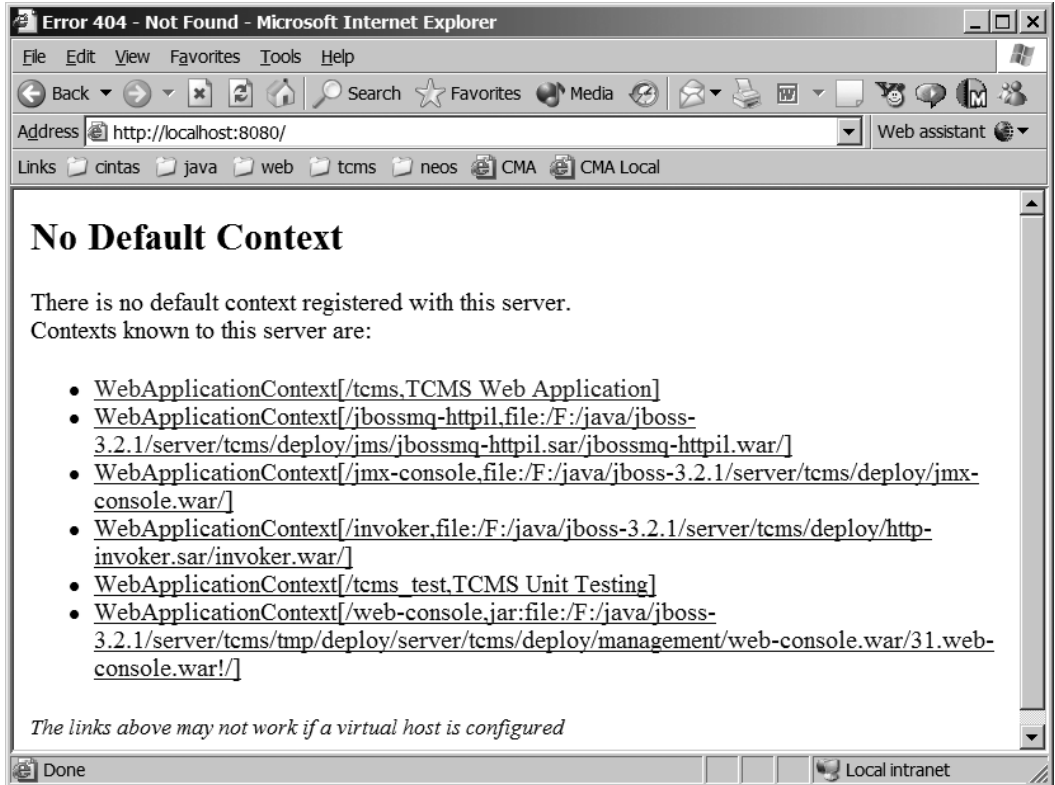 Error 404 - Not Found - Microsoft Internet Explorer
File Edit View Favorites Tools Help
Back Search Favorites Media
Address http://localhost:8080/ Web assistant
Links cintas java web tcms neos CMA CMA Local
No Default Context
There is no default context registered with this server.
Contexts known to this server are:
WebApplicationContext[/tcms,TCMS Web Application]
WebApplicationContext[/jbossmq-httpil,file:/F:/java/jboss-
3.2.1/server/tcms/deploy/jms/jbossmq-httpil.sar/jbossmq-httpil.war/]
WebApplicationContext[/jmx-console,file:/F:/java/jboss-3.2.1/server/tcms/deploy/jmx-
console.war/]
WebApplicationContext[/invoker,file:/F:/java/jboss-3.2.1/server/tcms/deploy/http-
invoker.sar/invoker.war/]
WebApplicationContext[/tcms_test,TCMS Unit Testing]
WebApplicationContext[/web-console,jar:file:/F:/java/jboss-
3.2.1/server/tcms/tmp/deploy/server/tcms/deploy/management/web-console.war/31.web-
console.war!/]
The links above may not work if a virtual host is configured
Done Local intranet